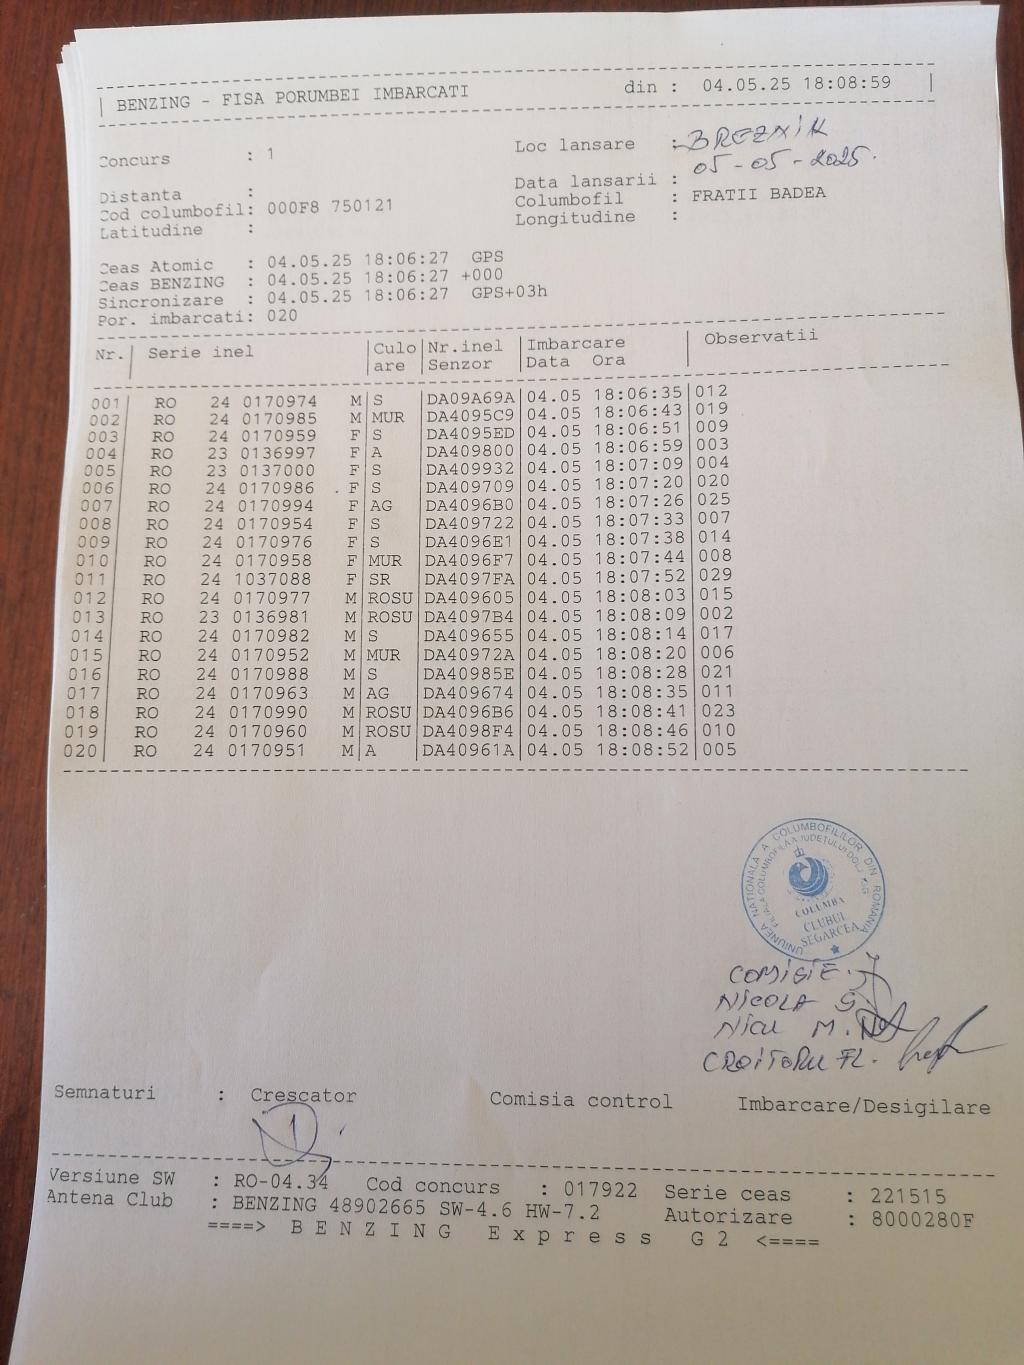 BENZING - FISA PORUMBEI IMBARCATI din : 04.05.25 18:08:59
Concurs : 1
Loc lansare : BREZNIK
05-05-2025.
Distanta :
Data lansarii :
Cod columbofil: 000F8 750121
Columbofil : FRATII BADEA
Latitudine :
Longitudine :
Ceas Atomic : 04.05.25 18:06:27 GPS
Ceas BENZING : 04.05.25 18:06:27 +000
Sincronizare : 04.05.25 18:06:27 GPS+03h
Por. imbarcati: 020
Nr. | Serie inel | Culo | Nr.inel | Imbarcare | Observatii
are | Senzor | Data Ora
001 RO 24 0170974 M S DA09A69A 04.05 18:06:35 012
002 RO 24 0170985 M MUR DA4095C9 04.05 18:06:43 019
003 RO 24 0170959 F S DA4095ED 04.05 18:06:51 009
004 RO 23 0136997 F A DA409800 04.05 18:06:59 003
005 RO 23 0137000 F S DA409932 04.05 18:07:09 004
006 RO 24 0170986 F S DA409709 04.05 18:07:20 020
007 RO 24 0170994 F AG DA4096B0 04.05 18:07:26 025
008 RO 24 0170954 F S DA409722 04.05 18:07:33 007
009 RO 24 0170976 F S DA4096E1 04.05 18:07:38 014
010 RO 24 0170958 F MUR DA4096F7 04.05 18:07:44 008
011 RO 24 1037088 F SR DA4097FA 04.05 18:07:52 029
012 RO 24 0170977 M ROSU DA409605 04.05 18:08:03 015
013 RO 23 0136981 M ROSU DA4097B4 04.05 18:08:09 002
014 RO 24 0170982 M S DA409655 04.05 18:08:14 017
015 RO 24 0170952 M MUR DA40972A 04.05 18:08:20 006
016 RO 24 0170988 M S DA40985E 04.05 18:08:28 021
017 RO 24 0170963 M AG DA409674 04.05 18:08:35 011
018 RO 24 0170990 M ROSU DA4096B6 04.05 18:08:41 023
019 RO 24 0170960 M ROSU DA4098F4 04.05 18:08:46 010
020 RO 24 0170951 M A DA40961A 04.05 18:08:52 005
UNIUNEA NATIONALA A COLUMBOFILILOR DIN ROMANIA
FILIALA COLUMBOFILA A JUDETULUI DOLJ
COLUMBA
CLUBUL
SEGARCEA
COMISIE.
NICOLA G.
NICU M.
CROITORU FL.
Semnaturi : Crescator Comisia control Imbarcare/Desigilare
Versiune SW : RO-04.34 Cod concurs : 017922 Serie ceas : 221515
Antena Club : BENZING 48902665 SW-4.6 HW-7.2 Autorizare : 8000280F
====> BENZING Express G2 <====